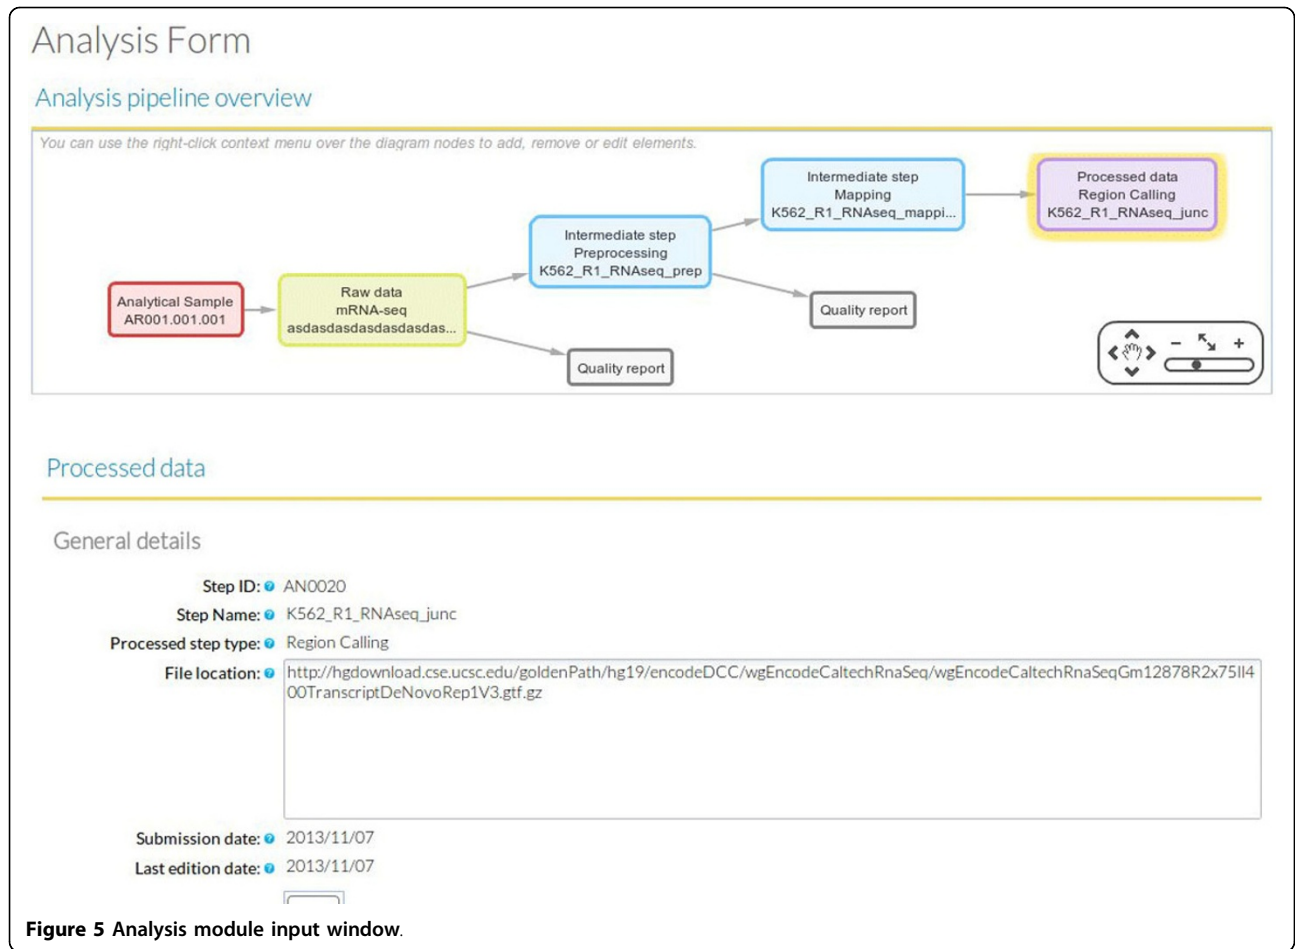 Analysis Form
Analysis pipeline overview
You can use the right-click context menu over the diagram nodes to add, remove or edit elements.
Analytical Sample
AR001.001.001
Raw data
mRNA-seq
asdasdasdasdasdasdas...
Quality report
Intermediate step
Preprocessing
K562_R1_RNAseq_prep
Quality report
Intermediate step
Mapping
K562_R1_RNAseq_mappi...
Processed data
Region Calling
K562_R1_RNAseq_junc
Processed data
General details
Step ID: AN0020
Step Name: K562_R1_RNAseq_junc
Processed step type: Region Calling
File location: http://hgdownload.cse.ucsc.edu/goldenPath/hg19/encodeDCC/wgEncodeCaltechRnaSeq/wgEncodeCaltechRnaSeqGm12878R2x75Il4
00TranscriptDeNovoRep1V3.gtf.gz
Submission date: 2013/11/07
Last edition date: 2013/11/07
Figure 5 Analysis module input window.